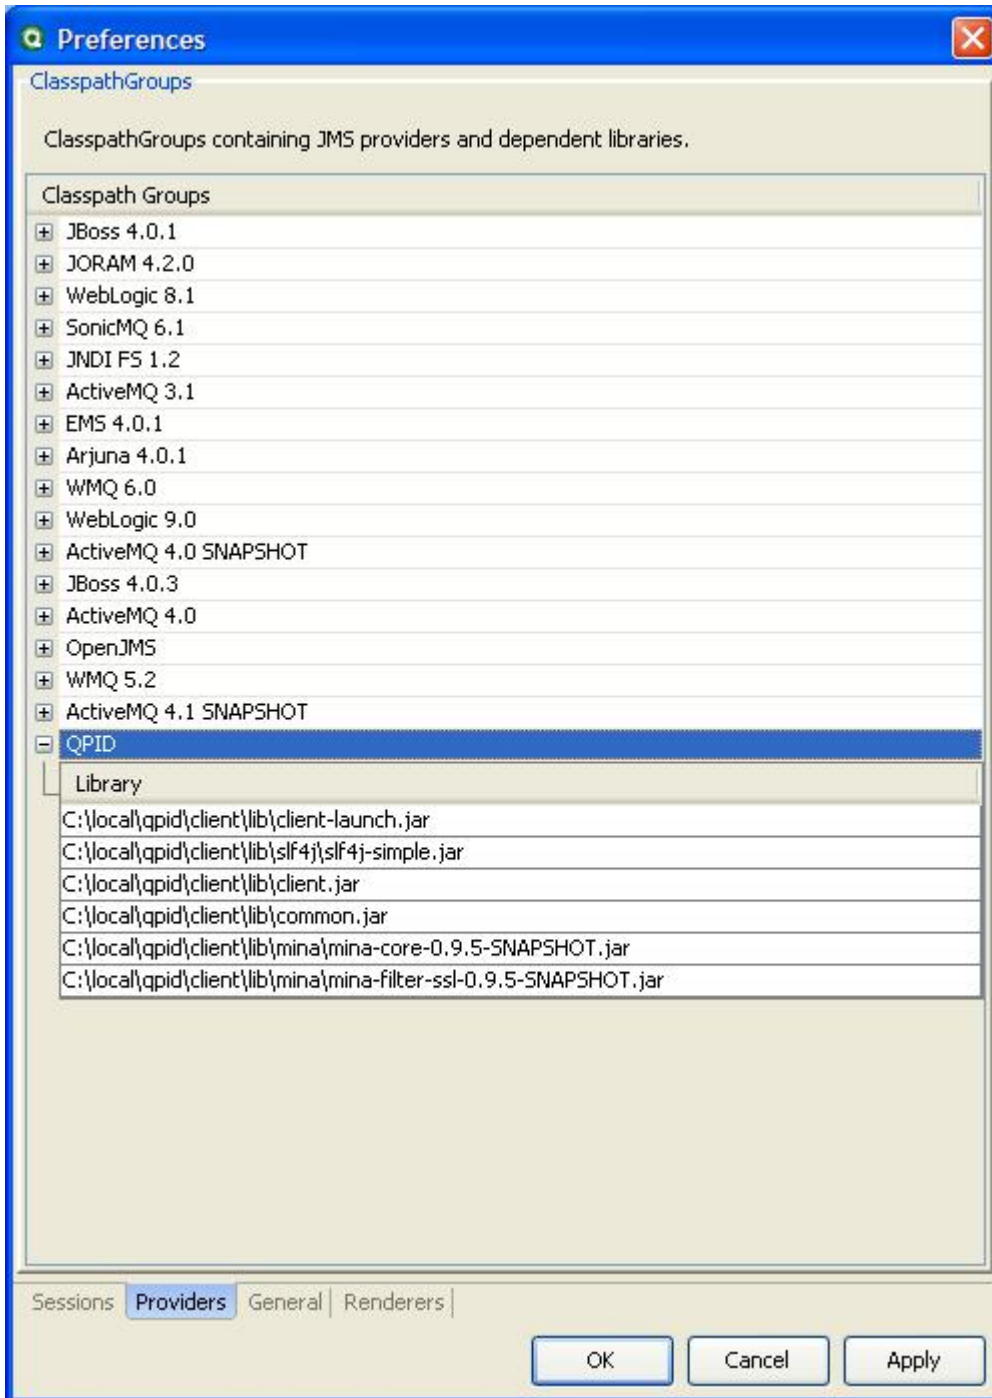 Preferences
ClasspathGroups
ClasspathGroups containing JMS providers and dependent libraries.
Classpath Groups
JBoss 4.0.1
JORAM 4.2.0
WebLogic 8.1
SonicMQ 6.1
JNDI FS 1.2
ActiveMQ 3.1
EMS 4.0.1
Arjuna 4.0.1
WMQ 6.0
WebLogic 9.0
ActiveMQ 4.0 SNAPSHOT
JBoss 4.0.3
ActiveMQ 4.0
OpenJMS
WMQ 5.2
ActiveMQ 4.1 SNAPSHOT
QPID
Library
C:\local\qpid\client\lib\client-launch.jar
C:\local\qpid\client\lib\slf4j\slf4j-simple.jar
C:\local\qpid\client\lib\client.jar
C:\local\qpid\client\lib\common.jar
C:\local\qpid\client\lib\mina\mina-core-0.9.5-SNAPSHOT.jar
C:\local\qpid\client\lib\mina\mina-filter-ssl-0.9.5-SNAPSHOT.jar
Sessions Providers General Renderers
OK Cancel Apply